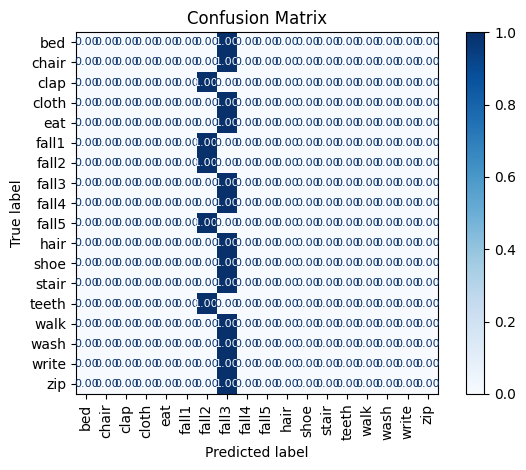 Confusion Matrix
True label
bed 0.00 0.00 0.00 0.00 0.00 0.00 0.00 1.00 0.00 0.00 0.00 0.00 0.00 0.00 0.00 0.00 0.00 0.00
chair 0.00 0.00 0.00 0.00 0.00 0.00 0.00 1.00 0.00 0.00 0.00 0.00 0.00 0.00 0.00 0.00 0.00 0.00
clap 0.00 0.00 0.00 0.00 0.00 0.00 1.00 0.00 0.00 0.00 0.00 0.00 0.00 0.00 0.00 0.00 0.00 0.00
cloth 0.00 0.00 0.00 0.00 0.00 0.00 0.00 1.00 0.00 0.00 0.00 0.00 0.00 0.00 0.00 0.00 0.00 0.00
eat 0.00 0.00 0.00 0.00 0.00 0.00 0.00 1.00 0.00 0.00 0.00 0.00 0.00 0.00 0.00 0.00 0.00 0.00
fall1 0.00 0.00 0.00 0.00 0.00 0.00 1.00 0.00 0.00 0.00 0.00 0.00 0.00 0.00 0.00 0.00 0.00 0.00
fall2 0.00 0.00 0.00 0.00 0.00 0.00 1.00 0.00 0.00 0.00 0.00 0.00 0.00 0.00 0.00 0.00 0.00 0.00
fall3 0.00 0.00 0.00 0.00 0.00 0.00 0.00 1.00 0.00 0.00 0.00 0.00 0.00 0.00 0.00 0.00 0.00 0.00
fall4 0.00 0.00 0.00 0.00 0.00 0.00 0.00 1.00 0.00 0.00 0.00 0.00 0.00 0.00 0.00 0.00 0.00 0.00
fall5 0.00 0.00 0.00 0.00 0.00 0.00 1.00 0.00 0.00 0.00 0.00 0.00 0.00 0.00 0.00 0.00 0.00 0.00
hair 0.00 0.00 0.00 0.00 0.00 0.00 0.00 1.00 0.00 0.00 0.00 0.00 0.00 0.00 0.00 0.00 0.00 0.00
shoe 0.00 0.00 0.00 0.00 0.00 0.00 0.00 1.00 0.00 0.00 0.00 0.00 0.00 0.00 0.00 0.00 0.00 0.00
stair 0.00 0.00 0.00 0.00 0.00 0.00 0.00 1.00 0.00 0.00 0.00 0.00 0.00 0.00 0.00 0.00 0.00 0.00
teeth 0.00 0.00 0.00 0.00 0.00 0.00 1.00 0.00 0.00 0.00 0.00 0.00 0.00 0.00 0.00 0.00 0.00 0.00
walk 0.00 0.00 0.00 0.00 0.00 0.00 0.00 1.00 0.00 0.00 0.00 0.00 0.00 0.00 0.00 0.00 0.00 0.00
wash 0.00 0.00 0.00 0.00 0.00 0.00 0.00 1.00 0.00 0.00 0.00 0.00 0.00 0.00 0.00 0.00 0.00 0.00
write 0.00 0.00 0.00 0.00 0.00 0.00 0.00 1.00 0.00 0.00 0.00 0.00 0.00 0.00 0.00 0.00 0.00 0.00
zip 0.00 0.00 0.00 0.00 0.00 0.00 0.00 1.00 0.00 0.00 0.00 0.00 0.00 0.00 0.00 0.00 0.00 0.00
bed chair clap cloth eat fall1 fall2 fall3 fall4 fall5 hair shoe stair teeth walk wash write zip
Predicted label
1.0
0.8
0.6
0.4
0.2
0.0